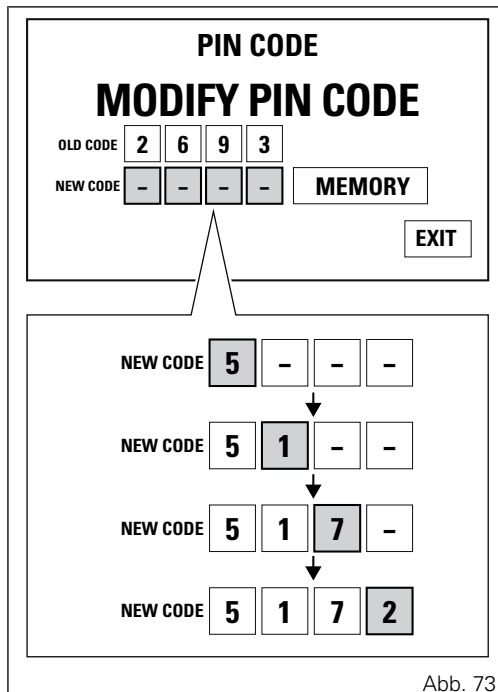 PIN CODE
MODIFY PIN CODE
OLD CODE 2 6 9 3
NEW CODE – – – – MEMORY
EXIT
NEW CODE 5 – – –
NEW CODE 5 1 – –
NEW CODE 5 1 7 –
NEW CODE 5 1 7 2
Abb. 73